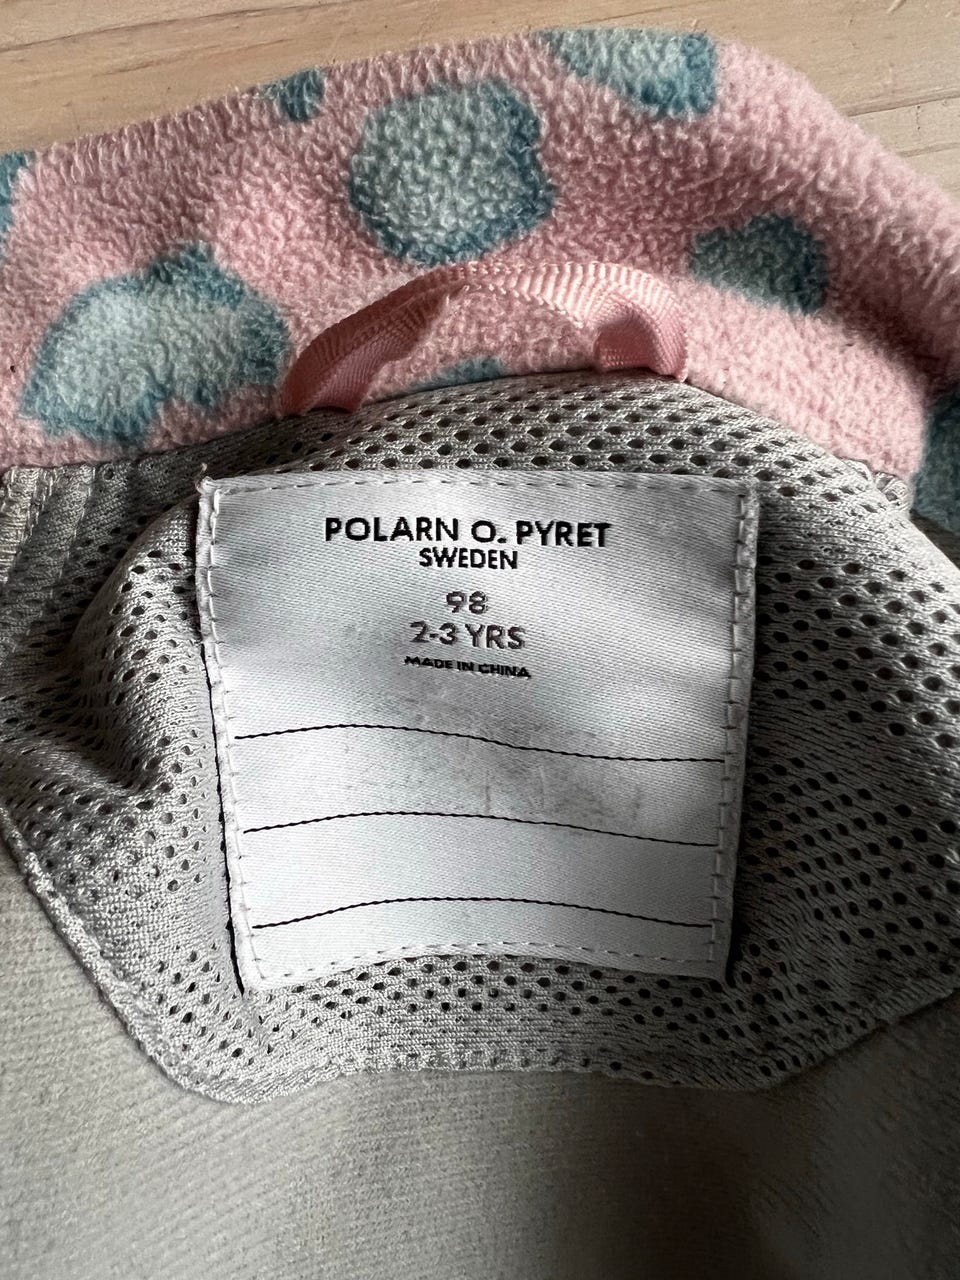 POLARN O. PYRET
SWEDEN
98
2-3 YRS
MADE IN CHINA